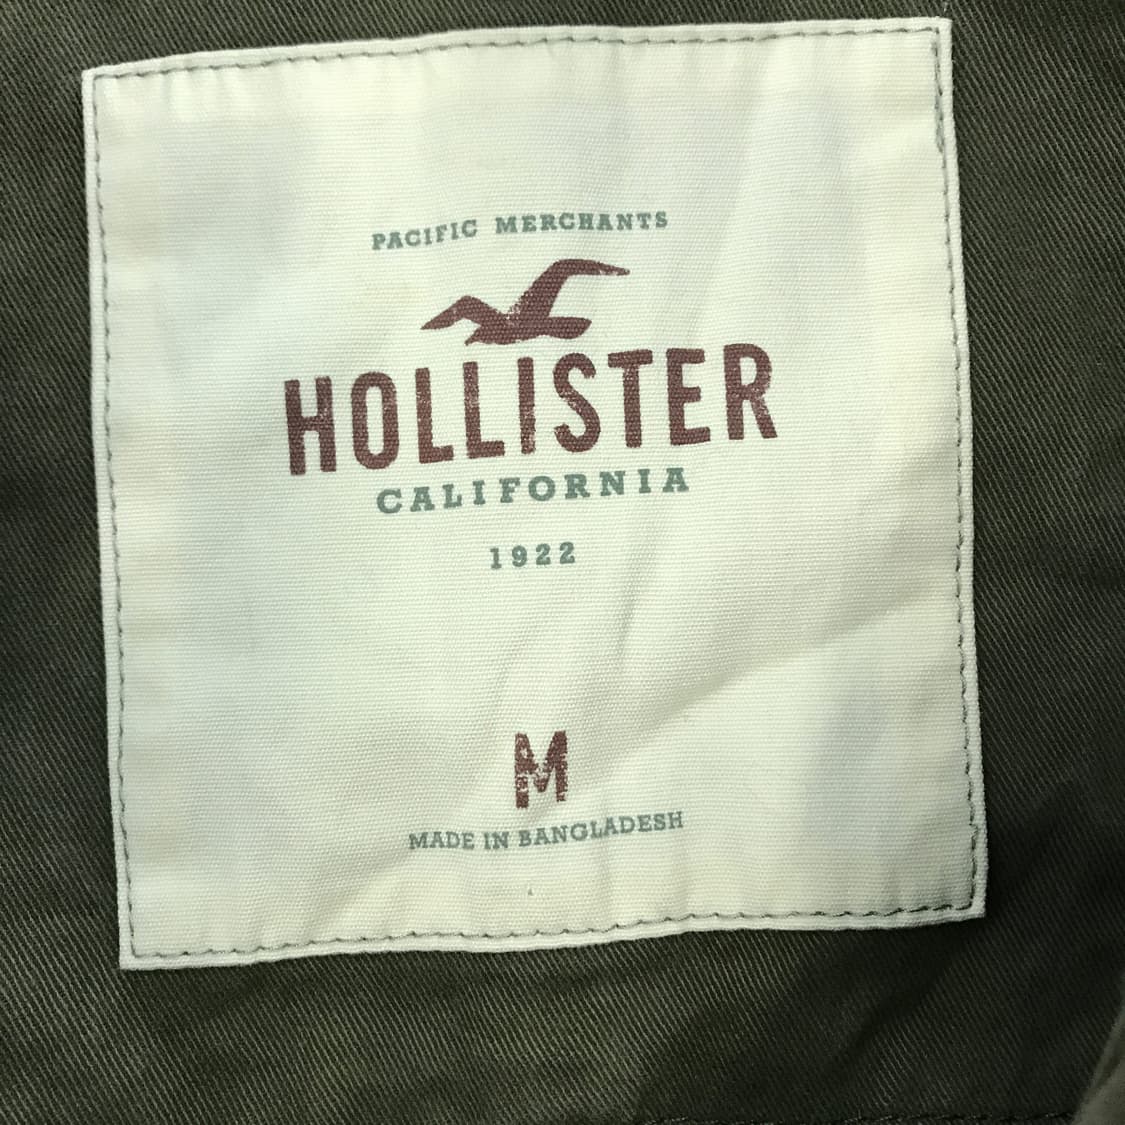 PACIFIC MERCHANTS
HOLLISTER
CALIFORNIA
1922
M
MADE IN BANGLADESH